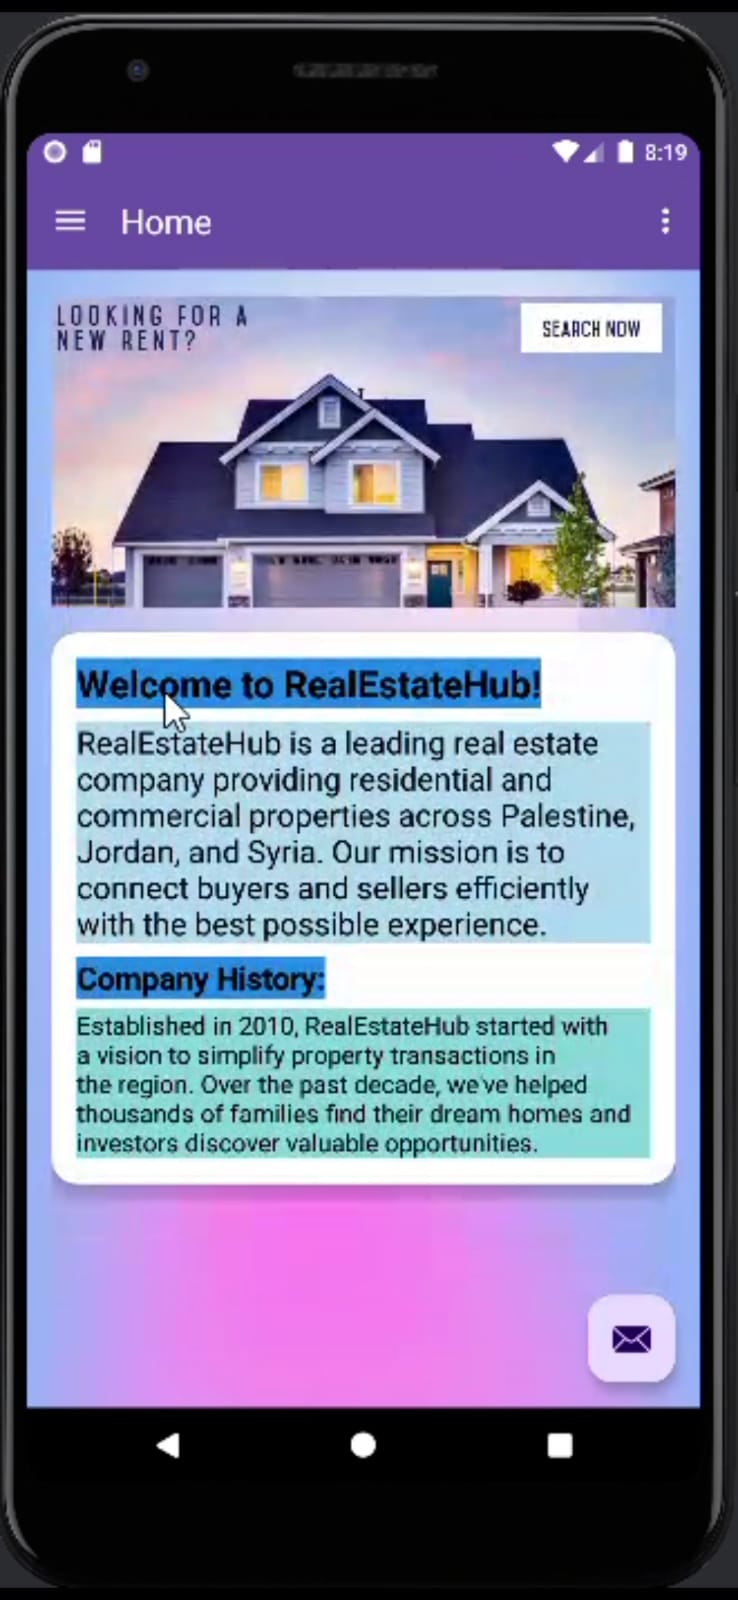 8:19
Home
LOOKING FOR A
NEW RENT?
SEARCH NOW
Welcome to RealEstateHub!
RealEstateHub is a leading real estate
company providing residential and
commercial properties across Palestine,
Jordan, and Syria. Our mission is to
connect buyers and sellers efficiently
with the best possible experience.
Company History:
Established in 2010, RealEstateHub started with
a vision to simplify property transactions in
the region. Over the past decade, we've helped
thousands of families find their dream homes and
investors discover valuable opportunities.